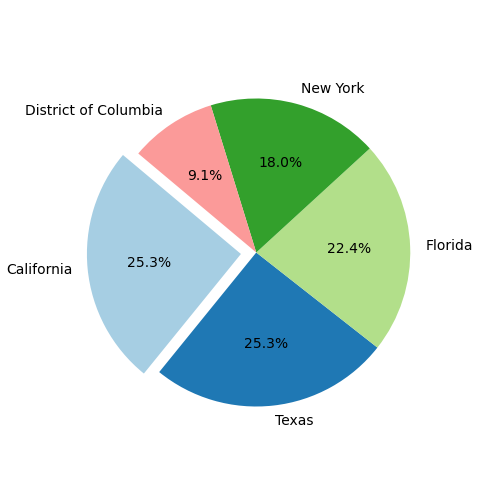 New York
District of Columbia
18.0%
9.1%
Florida
22.4%
25.3%
California
25.3%
Texas